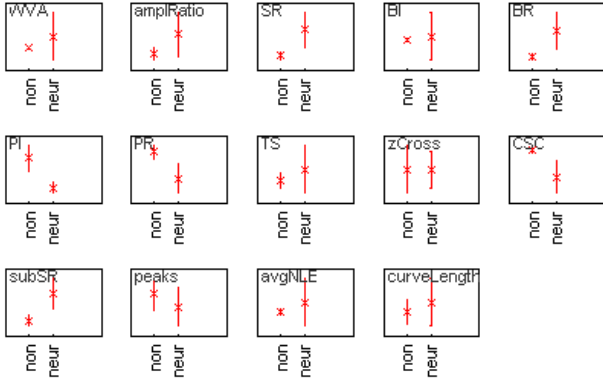 WVA
amplRatio
SR
BI
BR
non neur
non neur
non neur
non neur
non neur
PI
PR
TS
zCross
CSC
non neur
non neur
non neur
non neur
non neur
subSR
peaks
avgNLE
curveLength
non neur
non neur
non neur
non neur